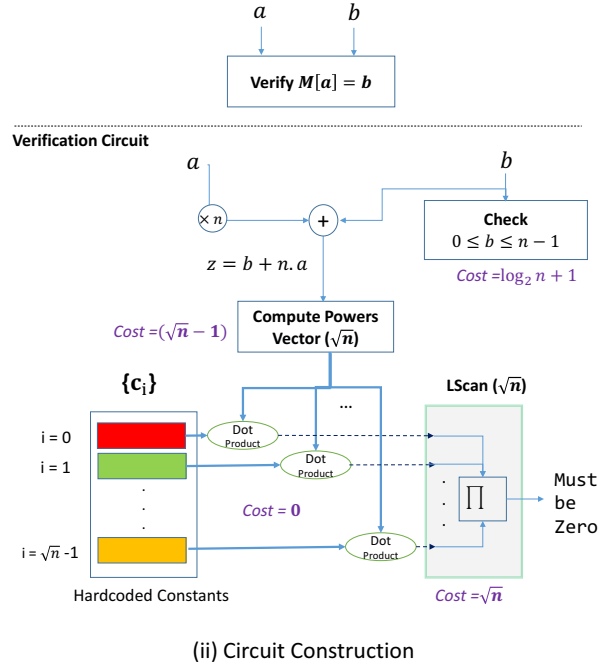 a
b
Verify M[a] = b
Verification Circuit
a
b
× n
+
Check
0 ≤ b ≤ n − 1
z = b + n. a
Cost =log₂ n + 1
Cost =(√n − 1)
Compute Powers
Vector (√n)
{cᵢ}
LScan (√n)
...
i = 0
Dot
Product
i = 1
Dot
Product
∏
Must
be
Zero
Cost = 0
i = √n -1
Dot
Product
Hardcoded Constants
Cost =√n
(ii) Circuit Construction